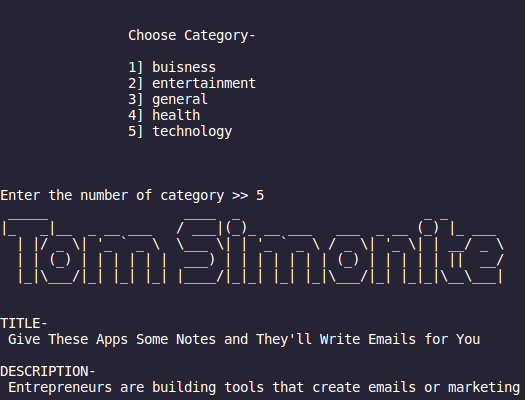 Choose Category-
1] buisness
2] entertainment
3] general
4] health
5] technology
Enter the number of category >> 5
Tom Simonite
TITLE-
Give These Apps Some Notes and They'll Write Emails for You
DESCRIPTION-
Entrepreneurs are building tools that create emails or marketing